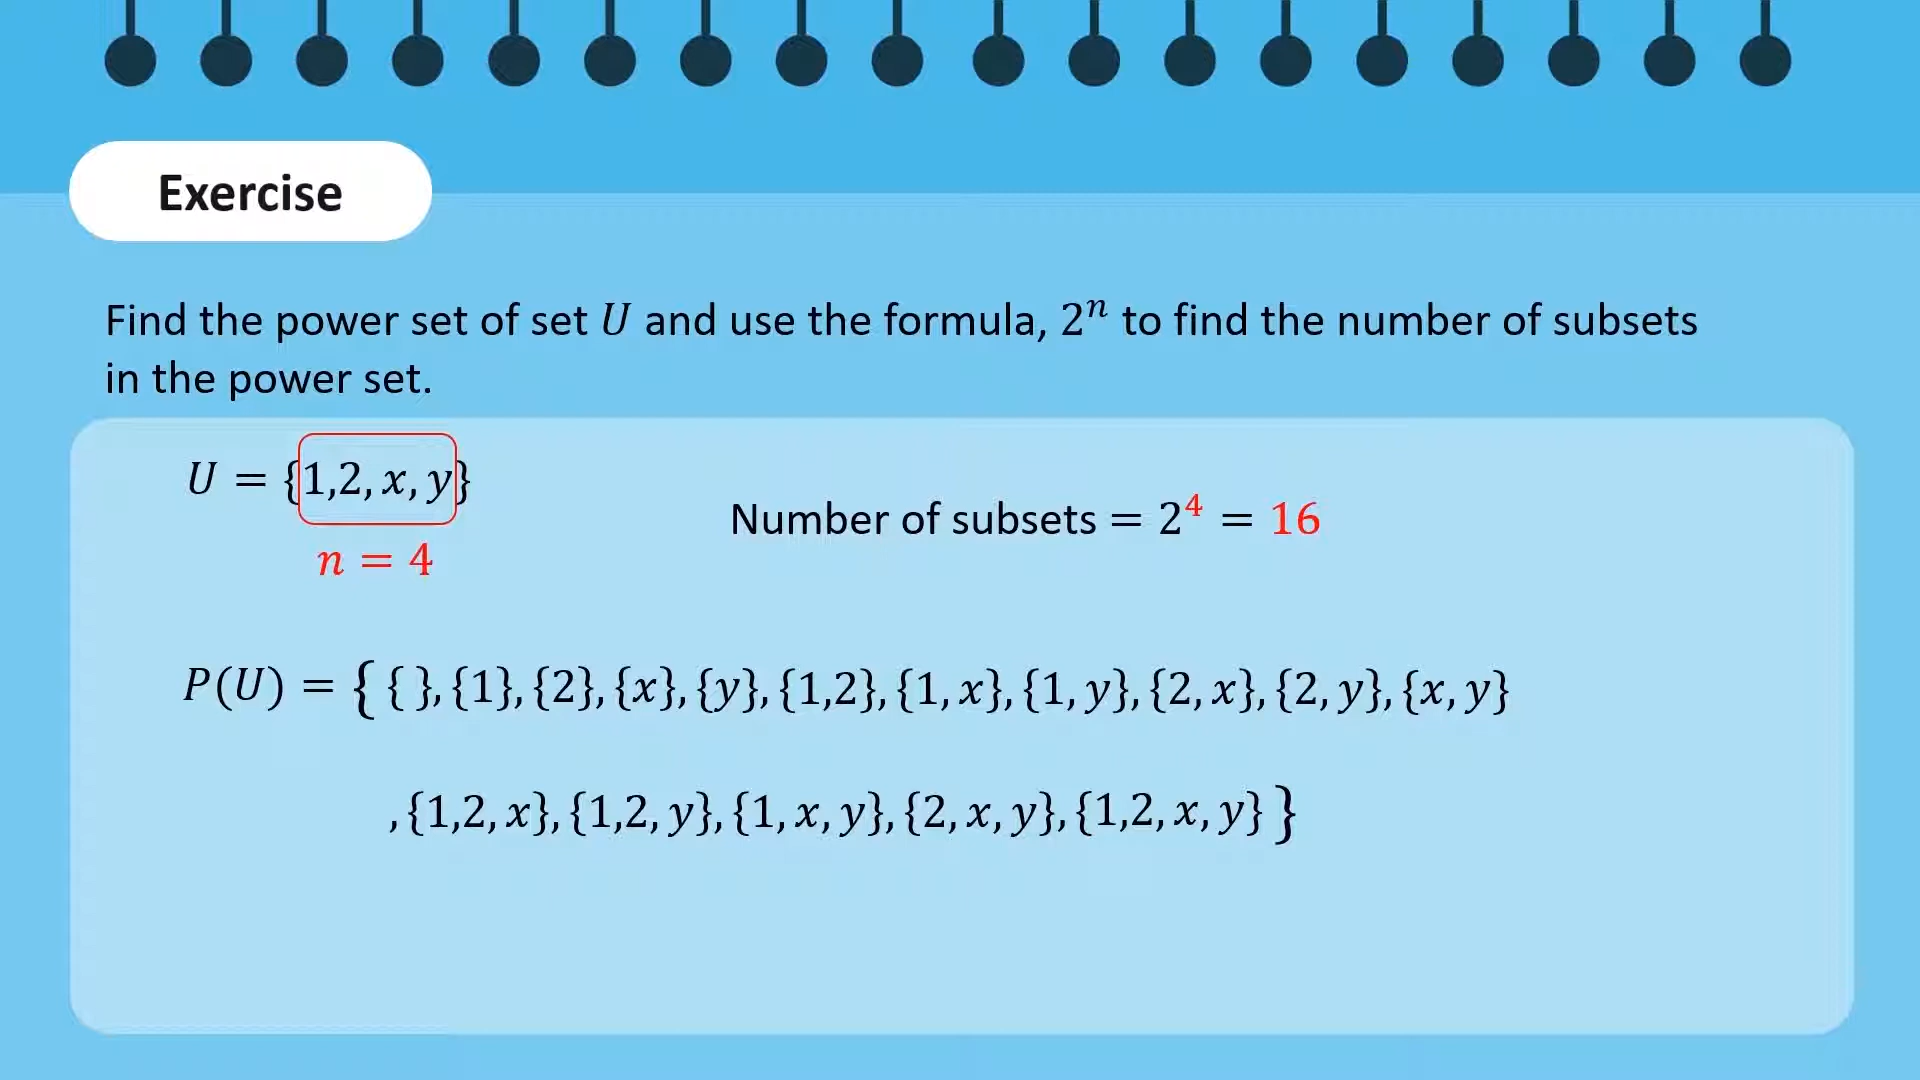 Exercise
Find the power set of set U and use the formula, 2ⁿ to find the number of subsets
in the power set.
U = {1,2, x, y}
n = 4
Number of subsets = 2⁴ = 16
P(U) = { { }, {1}, {2}, {x}, {y}, {1,2}, {1, x}, {1, y}, {2, x}, {2, y}, {x, y}
, {1,2, x}, {1,2, y}, {1, x, y}, {2, x, y}, {1,2, x, y} }